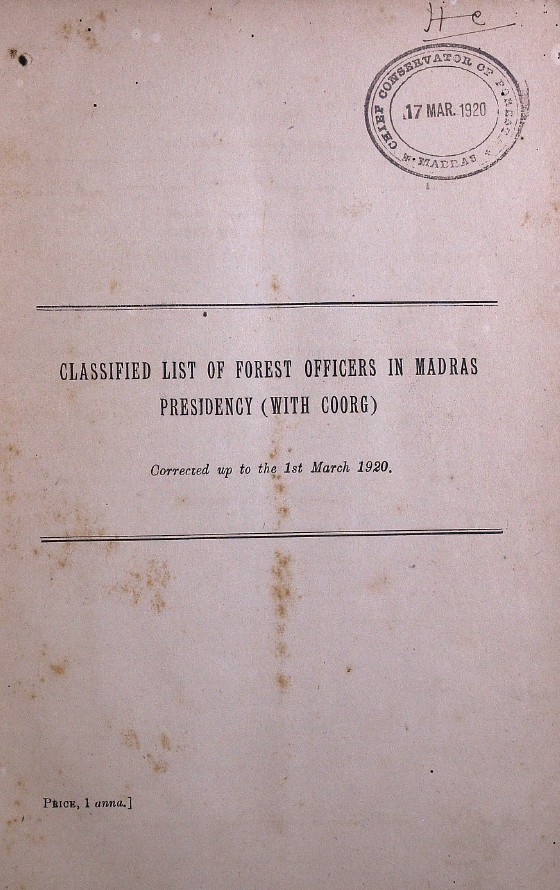 H c
CHIEF CONSERVATOR OF FORESTS
17 MAR. 1920
* MADRAS *
CLASSIFIED LIST OF FOREST OFFICERS IN MADRAS
PRESIDENCY (WITH COORG)
Corrected up to the 1st March 1920.
PRICE, 1 anna.]